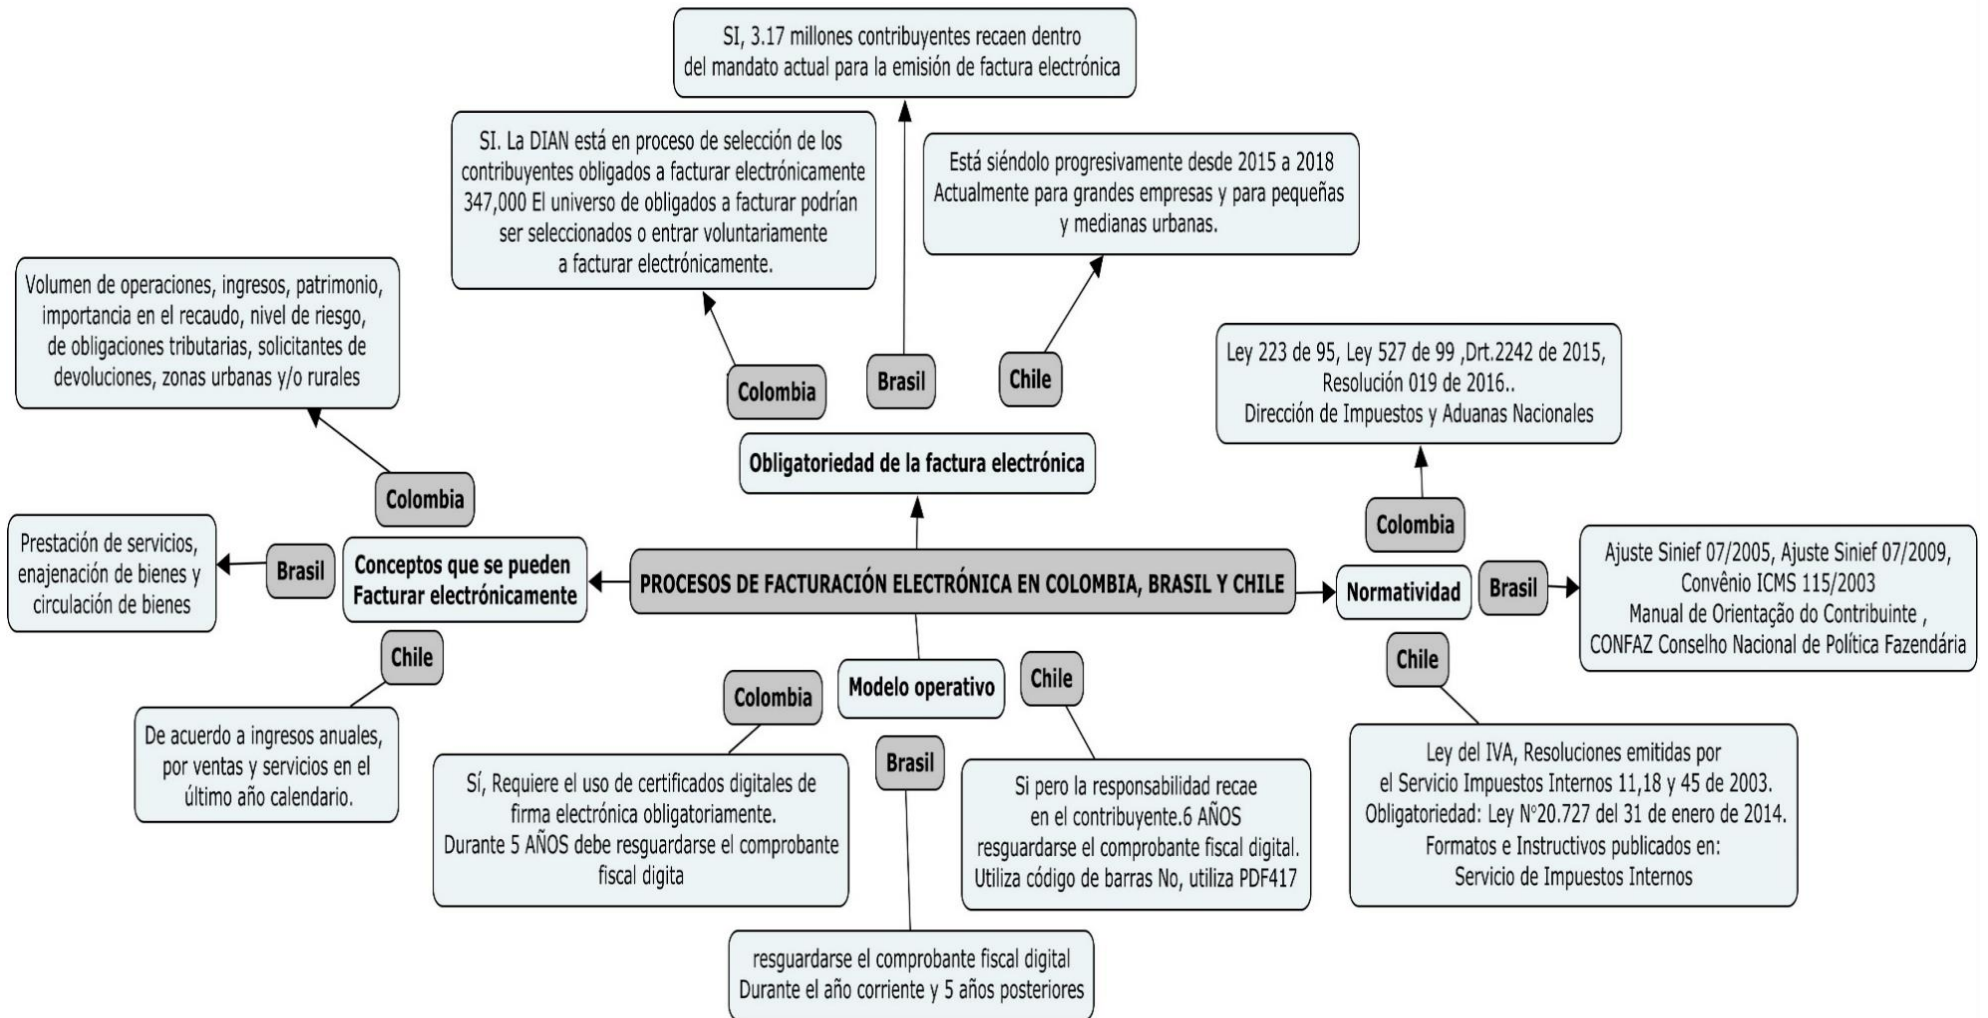 SI, 3.17 millones contribuyentes recaen dentro
del mandato actual para la emisión de factura electrónica
SI. La DIAN está en proceso de selección de los
contribuyentes obligados a facturar electrónicamente
347,000 El universo de obligados a facturar podrían
ser seleccionados o entrar voluntariamente
a facturar electrónicamente.
Está siéndolo progresivamente desde 2015 a 2018
Actualmente para grandes empresas y para pequeñas
y medianas urbanas.
Colombia
Brasil
Chile
Obligatoriedad de la factura electrónica
Volumen de operaciones, ingresos, patrimonio,
importancia en el recaudo, nivel de riesgo,
de obligaciones tributarias, solicitantes de
devoluciones, zonas urbanas y/o rurales
Colombia
Prestación de servicios,
enajenación de bienes y
circulación de bienes
Brasil
Conceptos que se pueden
Facturar electrónicamente
Chile
De acuerdo a ingresos anuales,
por ventas y servicios en el
último año calendario.
PROCESOS DE FACTURACIÓN ELECTRÓNICA EN COLOMBIA, BRASIL Y CHILE
Ley 223 de 95, Ley 527 de 99 ,Drt.2242 de 2015,
Resolución 019 de 2016..
Dirección de Impuestos y Aduanas Nacionales
Colombia
Normatividad
Brasil
Ajuste Sinief 07/2005, Ajuste Sinief 07/2009,
Convênio ICMS 115/2003
Manual de Orientação do Contribuinte ,
CONFAZ Conselho Nacional de Política Fazendária
Chile
Ley del IVA, Resoluciones emitidas por
el Servicio Impuestos Internos 11,18 y 45 de 2003.
Obligatoriedad: Ley N°20.727 del 31 de enero de 2014.
Formatos e Instructivos publicados en:
Servicio de Impuestos Internos
Modelo operativo
Colombia
Sí, Requiere el uso de certificados digitales de
firma electrónica obligatoriamente.
Durante 5 AÑOS debe resguardarse el comprobante
fiscal digita
Brasil
resguardarse el comprobante fiscal digital
Durante el año corriente y 5 años posteriores
Chile
Si pero la responsabilidad recae
en el contribuyente.6 AÑOS
resguardarse el comprobante fiscal digital.
Utiliza código de barras No, utiliza PDF417